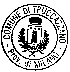 COMUNE DI TRUCCAZZANO
PROV. DI MILANO